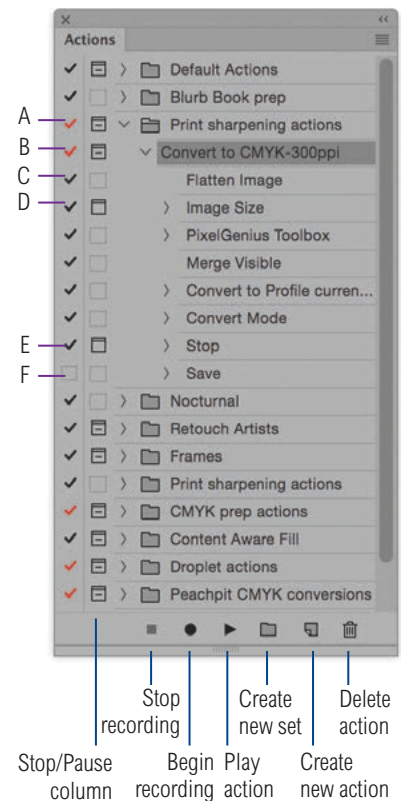 Actions
Default Actions
Blurb Book prep
A Print sharpening actions
B Convert to CMYK-300ppi
C Flatten Image
D Image Size
PixelGenius Toolbox
Merge Visible
Convert to Profile curren...
Convert Mode
E Stop
F Save
Nocturnal
Retouch Artists
Frames
Print sharpening actions
CMYK prep actions
Content Aware Fill
Droplet actions
Peachpit CMYK conversions
Stop recording
Create new set
Delete action
Stop/Pause column
Begin recording
Play action
Create new action